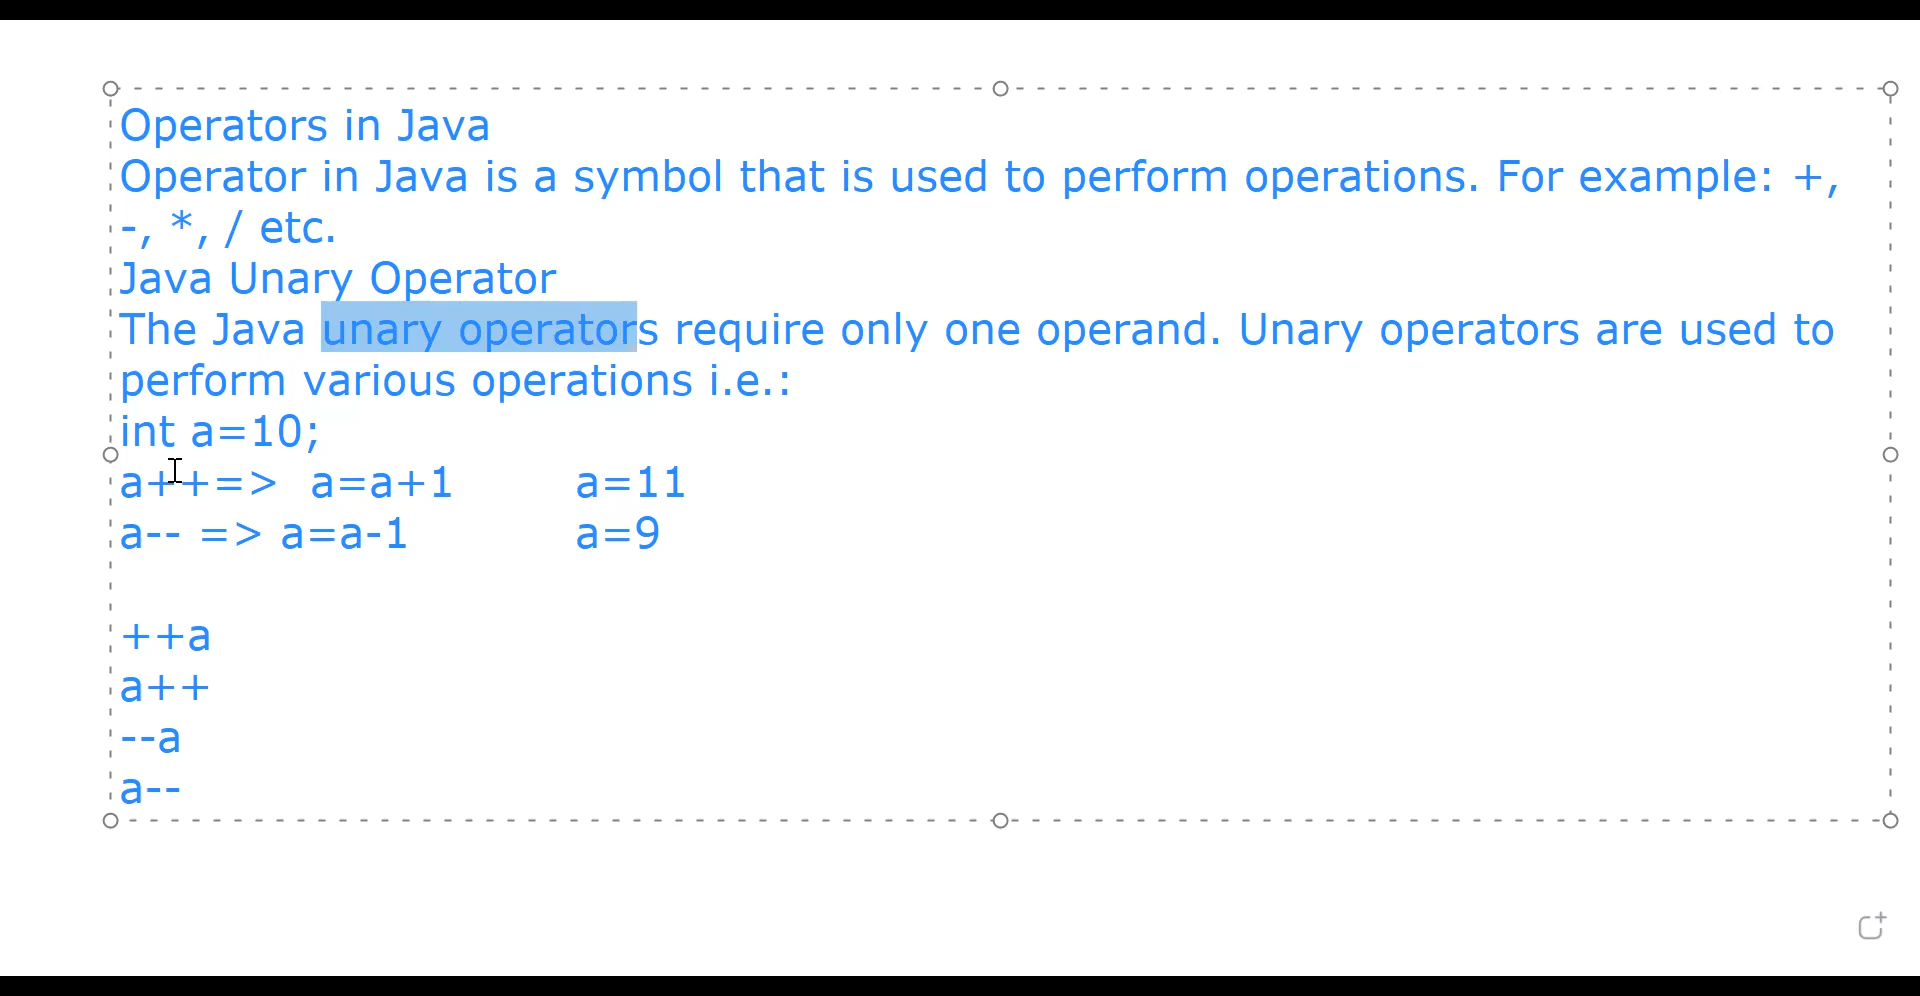 Operators in Java
Operator in Java is a symbol that is used to perform operations. For example: +,
-, *, / etc.
Java Unary Operator
The Java unary operators require only one operand. Unary operators are used to
perform various operations i.e.:
int a=10;
a++=>  a=a+1        a=11
a-- => a=a-1           a=9
++a
a++
--a
a--